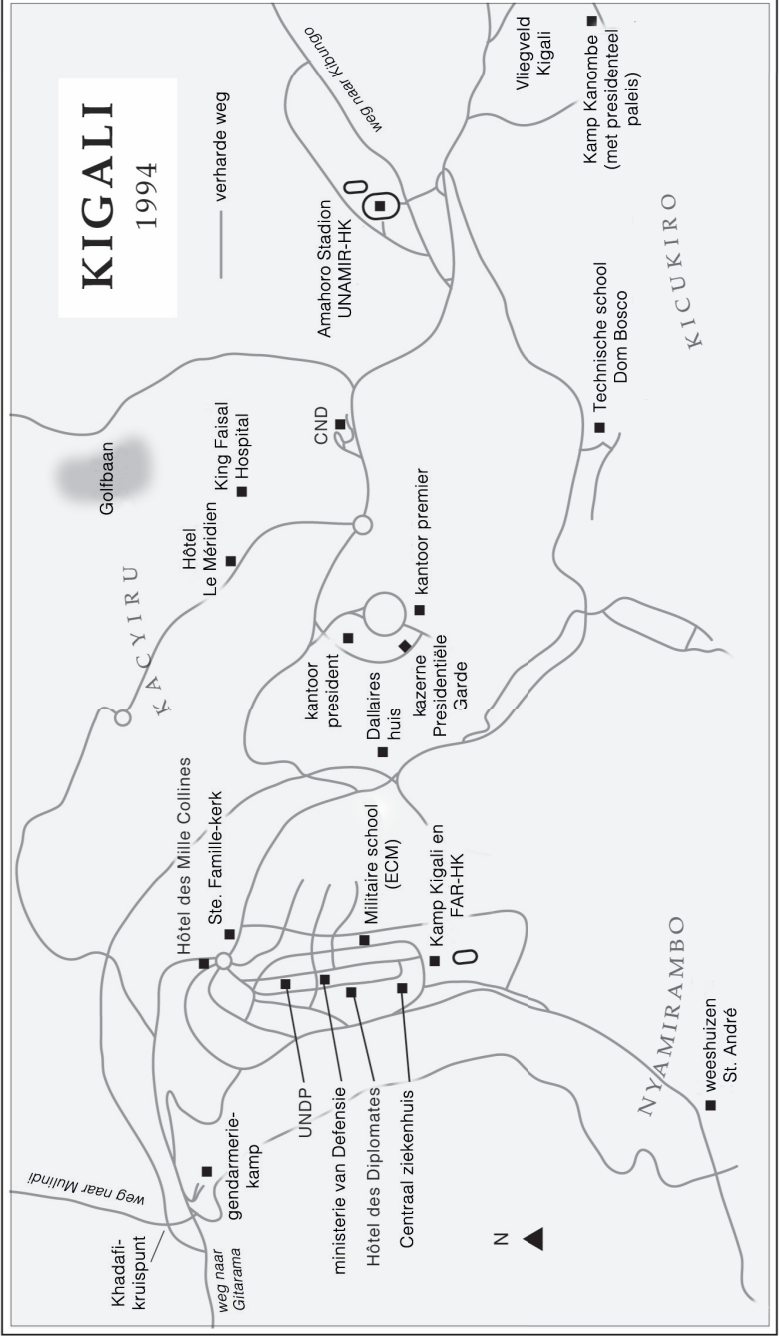 KIGALI
1994
verharde weg
weg naar Kibungo
Vliegveld
Kigali
Kamp Kanombe
(met presidenteel
paleis)
Amahoro Stadion
UNAMIR-HK
KICUKIRO
Technische school
Dom Bosco
Golfbaan
King Faisal
Hospital
CND
Hôtel
Le Méridien
KACYIRU
kantoor premier
kantoor
president
Dallaires
huis
kazerne
Presidentiële
Garde
Hôtel des Mille Collines
Ste. Famille-kerk
Militaire school
(ECM)
Kamp Kigali en
FAR-HK
NYAMIRAMBO
weeshuizen
St. André
UNDP
ministerie van Defensie
Hôtel des Diplomates
Centraal ziekenhuis
gendarmerie-
kamp
weg naar Mulindi
Khadafi-
kruispunt
weg naar
Gitarama
N